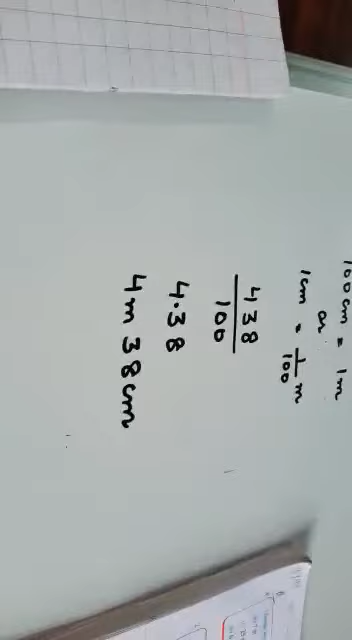 100 cm = 1m
or
1cm = 1/100 m
438/100
4.38
4m 38cm